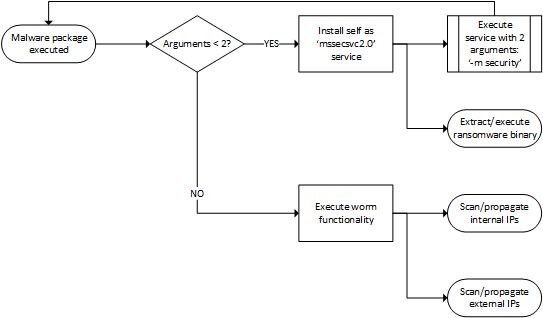 Malware package
executed
Arguments < 2?
YES
Install self as
‘mssecsvc2.0’
service
Execute
service with 2
arguments:
‘-m security’
Extract/execute
ransomware binary
NO
Execute worm
functionality
Scan/propagate
internal IPs
Scan/propagate
external IPs